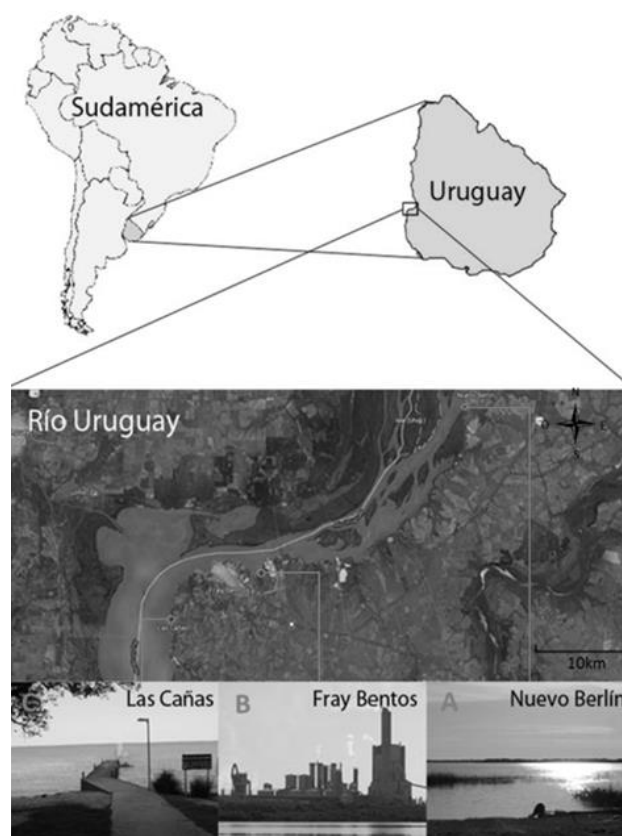 Sudamérica
Uruguay
Río Uruguay
N
E
S
10km
C
Las Cañas
B
Fray Bentos
A
Nuevo Berlín